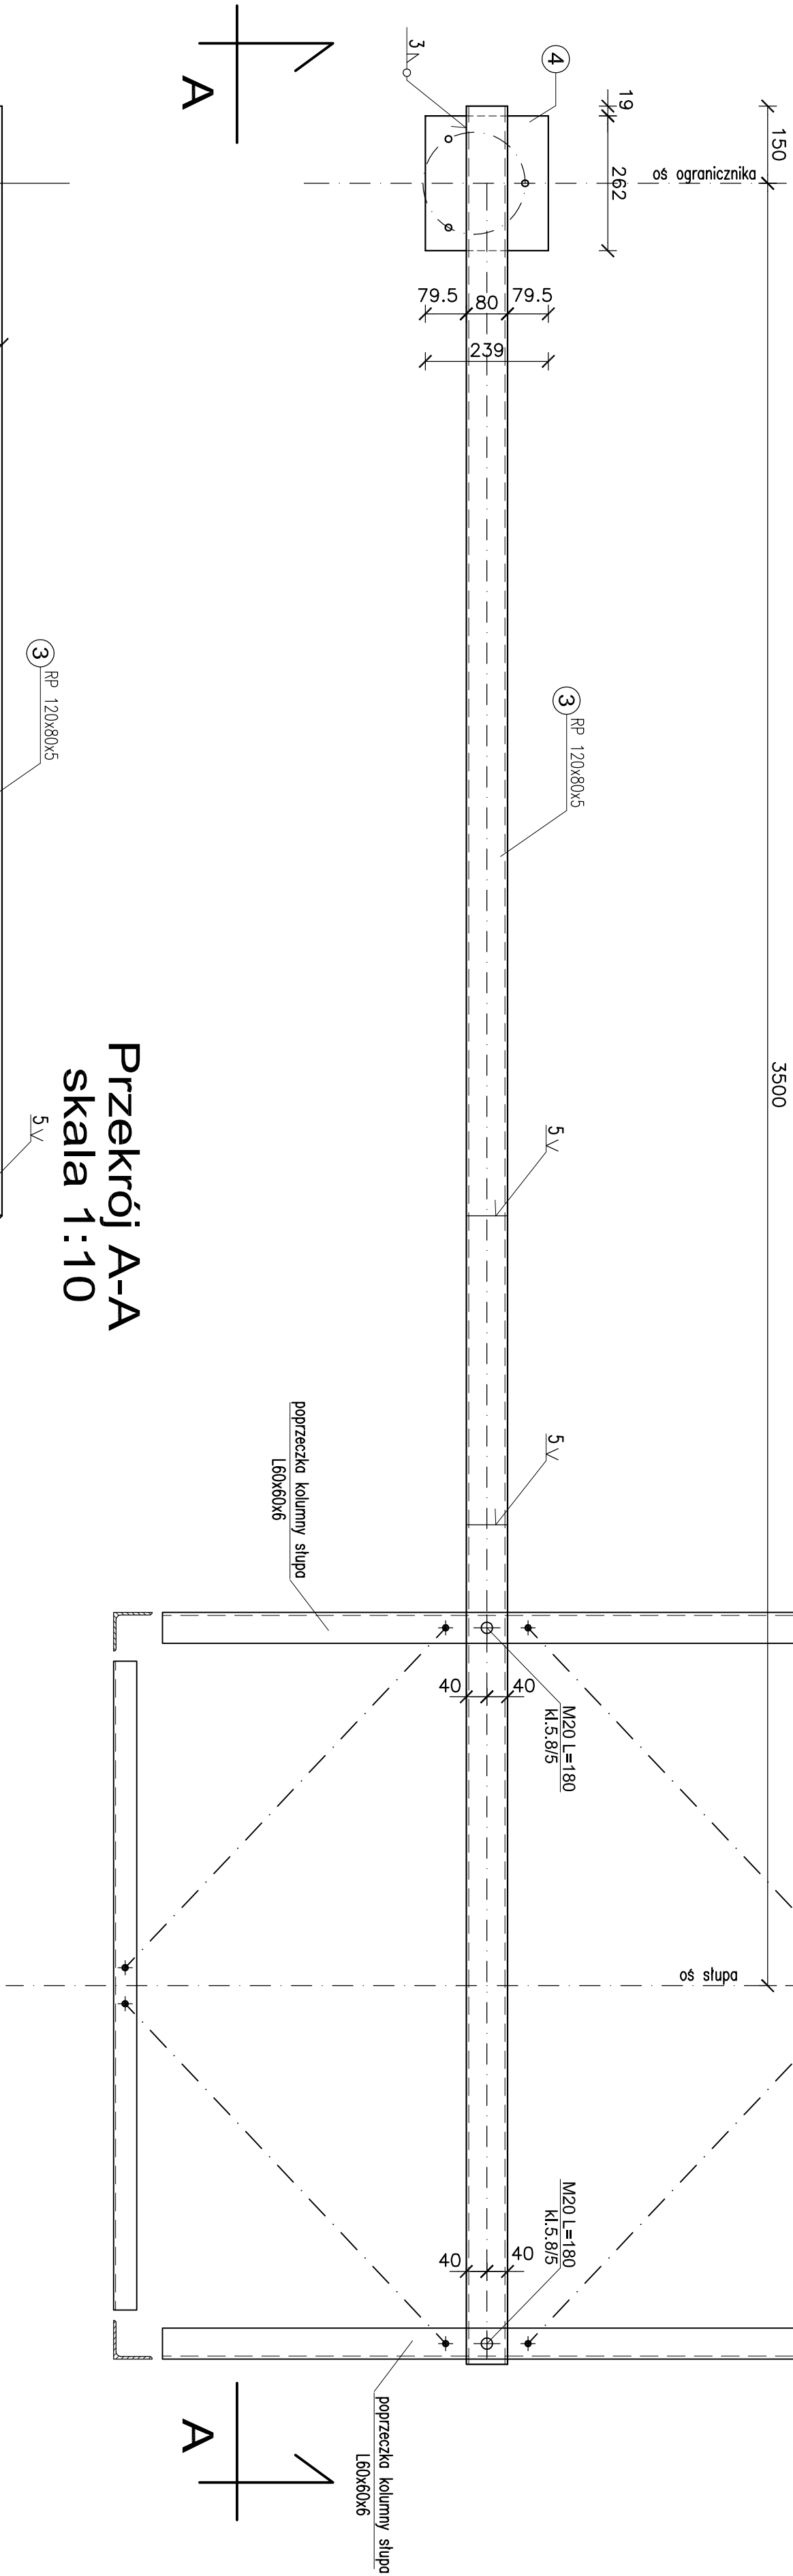 150
3500
19
262
oś ogranicznika
oś słupa
4
3
79.5
80
79.5
239
3
RP 120x80x5
5
5
M20 L=180
kl.5.8/5
M20 L=180
kl.5.8/5
40
40
40
40
poprzeczka kolumny słupa
L60x60x6
poprzeczka kolumny słupa
L60x60x6
A
A
Przekrój A-A
skala 1:10
3
RP 120x80x5
5